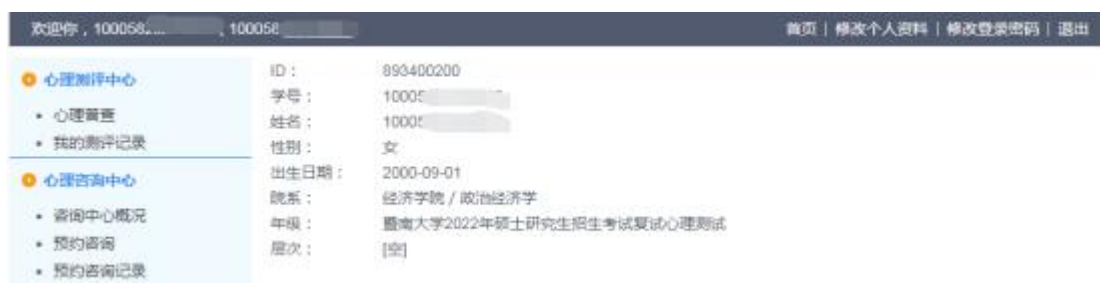 欢迎你，100058 ，100058
首页 | 修改个人资料 | 修改登录密码 | 退出
心理测评中心
• 心理普查
• 我的测评记录
心理咨询中心
• 咨询中心概况
• 预约咨询
• 预约咨询记录
ID： 893400200
学号： 10005
姓名： 1000
性别： 女
出生日期： 2000-09-01
院系： 经济学院 / 政治经济学
年级： 暨南大学2022年硕士研究生招生考试复试心理测试
层次： [空]